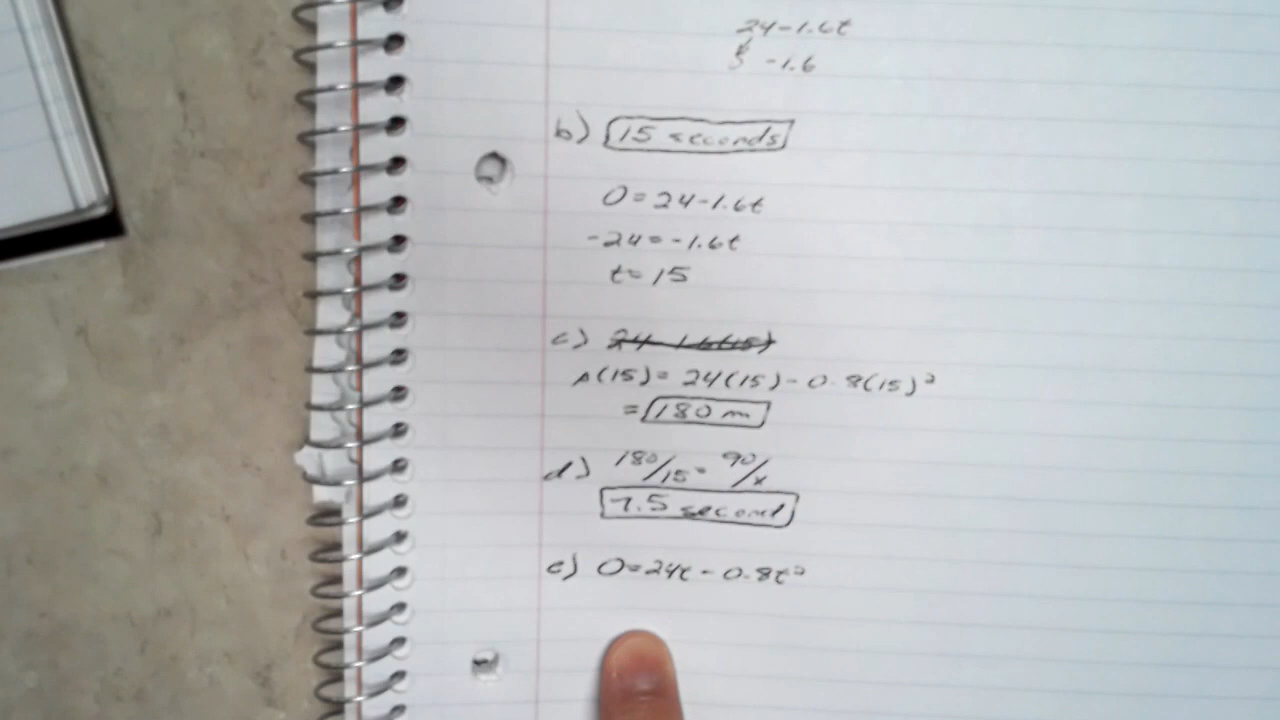 24-1.6t
-1.6
b) 15 seconds
0=24-1.6t
-24=-1.6t
t=15
c) 24-1.6(15)
s(15)= 24(15)-0.8(15)²
= 180 m
d) 180/15= 90/x
7.5 second
e) 0=24t-0.8t²